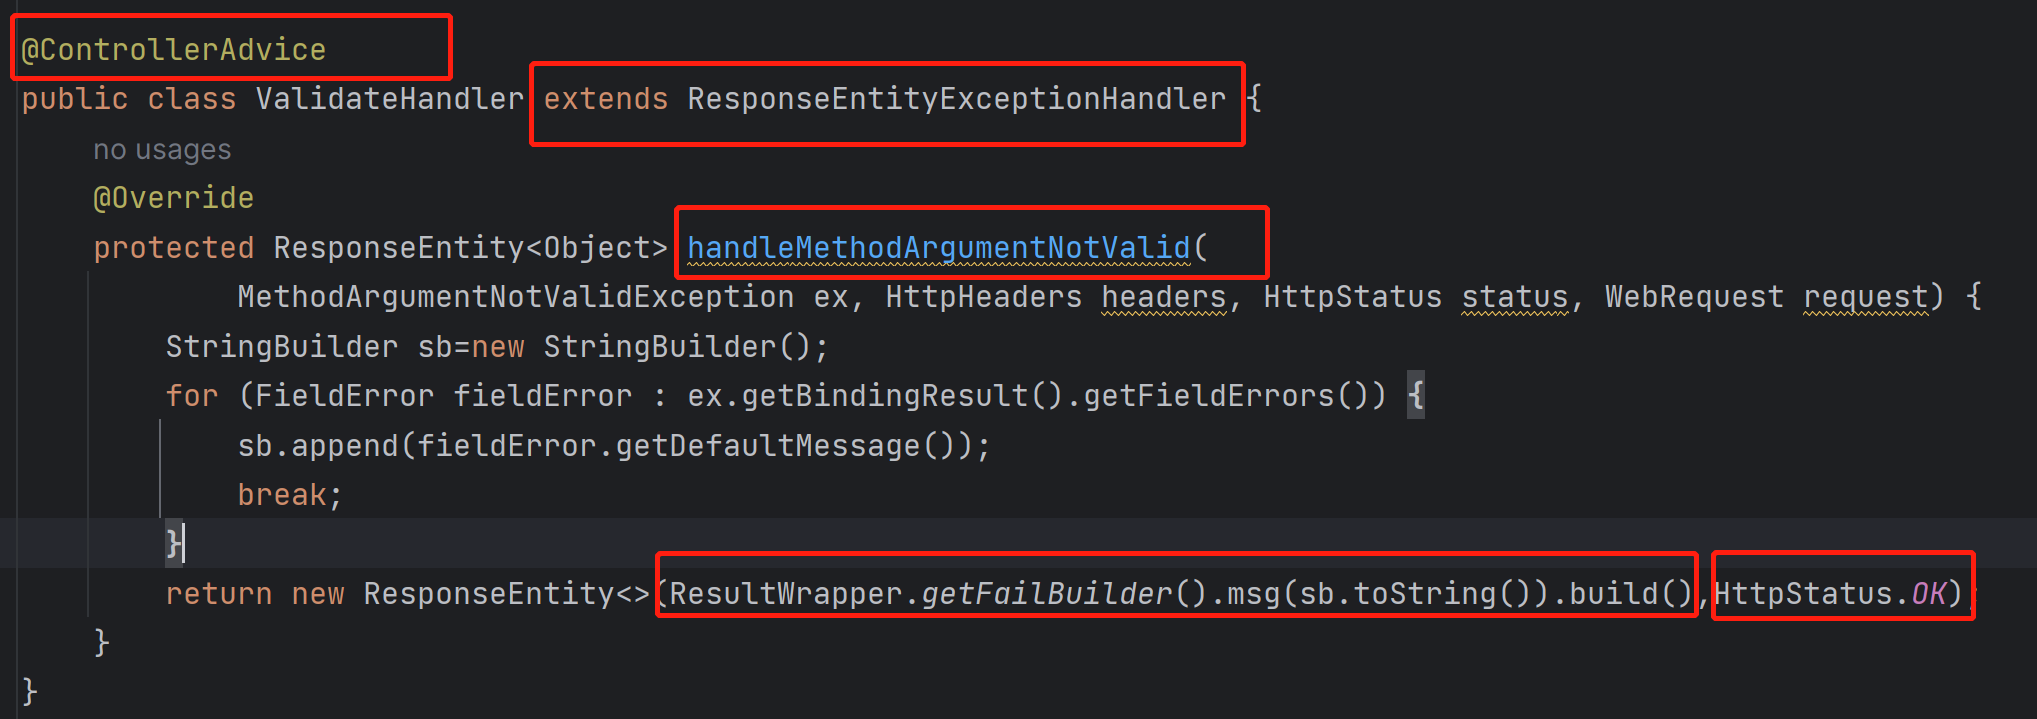 @ControllerAdvice
public class ValidateHandler extends ResponseEntityExceptionHandler {
no usages
@Override
protected ResponseEntity<Object> handleMethodArgumentNotValid(
MethodArgumentNotValidException ex, HttpHeaders headers, HttpStatus status, WebRequest request) {
StringBuilder sb=new StringBuilder();
for (FieldError fieldError : ex.getBindingResult().getFieldErrors()) {
sb.append(fieldError.getDefaultMessage());
break;
}
return new ResponseEntity<>(ResultWrapper.getFailBuilder().msg(sb.toString()).build(),HttpStatus.OK);
}
}